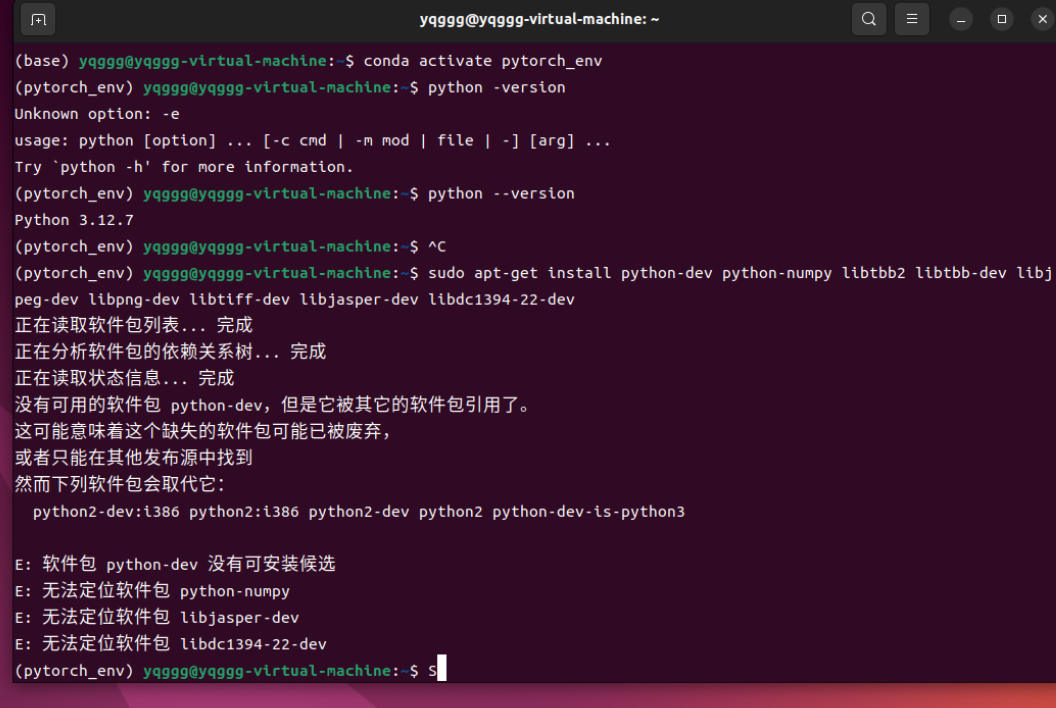 yqggg@yqggg-virtual-machine: ~
(base) yqggg@yqggg-virtual-machine:~$ conda activate pytorch_env
(pytorch_env) yqggg@yqggg-virtual-machine:~$ python -version
Unknown option: -e
usage: python [option] ... [-c cmd | -m mod | file | -] [arg] ...
Try `python -h' for more information.
(pytorch_env) yqggg@yqggg-virtual-machine:~$ python --version
Python 3.12.7
(pytorch_env) yqggg@yqggg-virtual-machine:~$ ^C
(pytorch_env) yqggg@yqggg-virtual-machine:~$ sudo apt-get install python-dev python-numpy libtbb2 libtbb-dev libj
peg-dev libpng-dev libtiff-dev libjasper-dev libdc1394-22-dev
正在读取软件包列表... 完成
正在分析软件包的依赖关系树... 完成
正在读取状态信息... 完成
没有可用的软件包 python-dev，但是它被其它的软件包引用了。
这可能意味着这个缺失的软件包可能已被废弃，
或者只能在其他发布源中找到
然而下列软件包会取代它：
python2-dev:i386 python2:i386 python2-dev python2 python-dev-is-python3
E: 软件包 python-dev 没有可安装候选
E: 无法定位软件包 python-numpy
E: 无法定位软件包 libjasper-dev
E: 无法定位软件包 libdc1394-22-dev
(pytorch_env) yqggg@yqggg-virtual-machine:~$ S